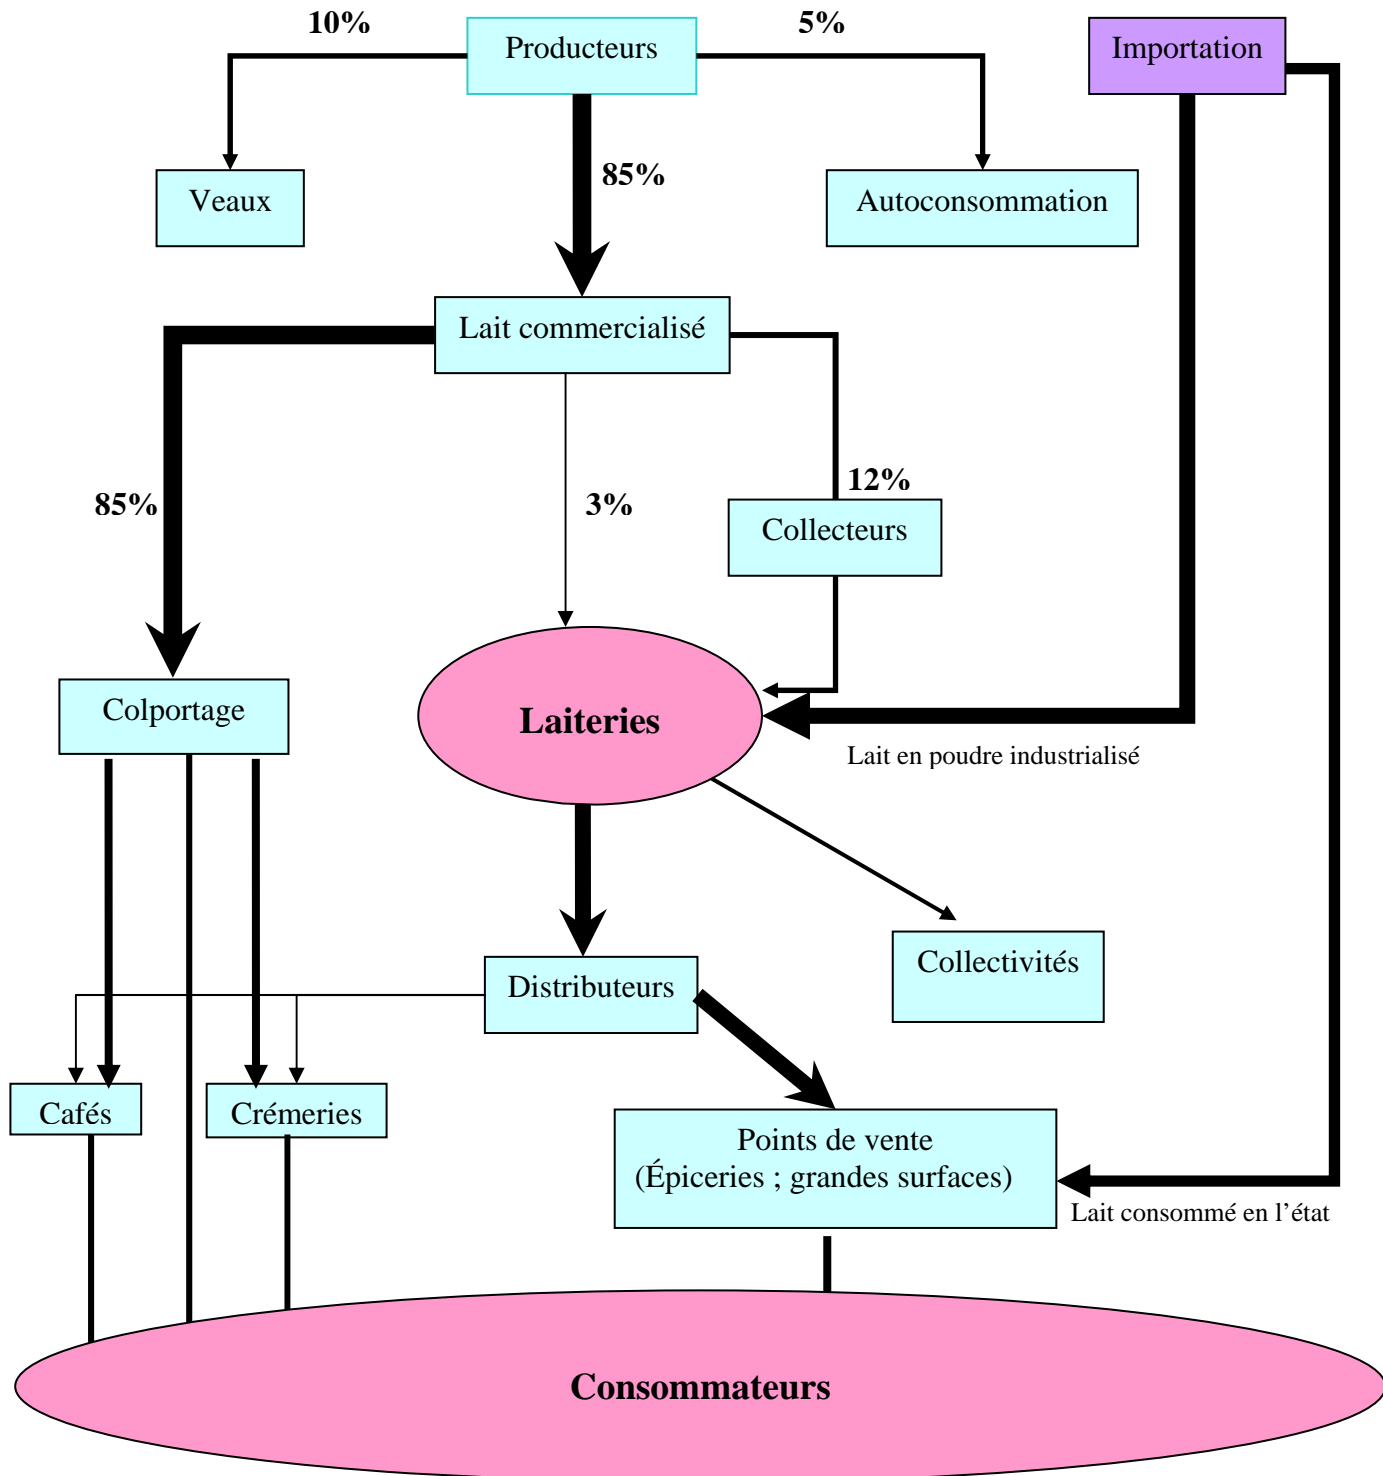 10%
Producteurs
5%
Importation
Veaux
85%
Autoconsommation
Lait commercialisé
85%
3%
12%
Collecteurs
Colportage
Laiteries
Lait en poudre industrialisé
Distributeurs
Collectivités
Cafés
Crémeries
Points de vente
(Épiceries ; grandes surfaces)
Lait consommé en l’état
Consommateurs